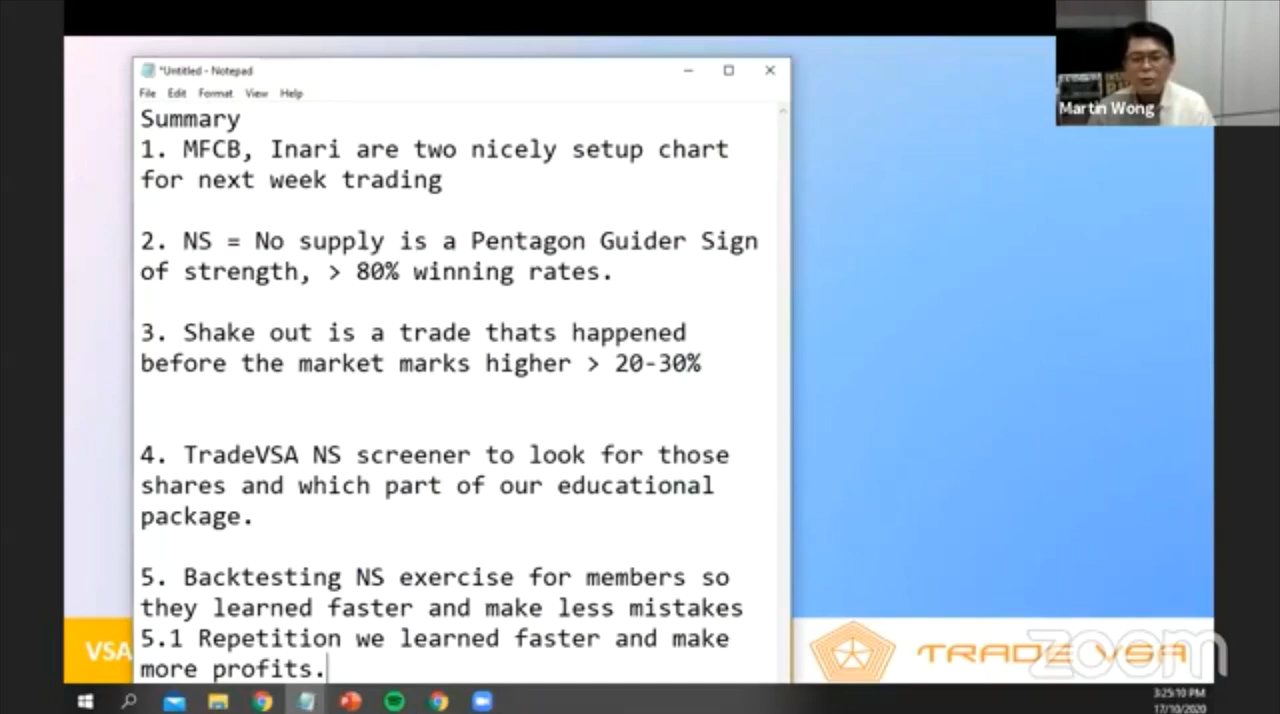 *Untitled - Notepad
File Edit Format View Help
Martin Wong
Summary
1. MFCB, Inari are two nicely setup chart
for next week trading
2. NS = No supply is a Pentagon Guider Sign
of strength, > 80% winning rates.
3. Shake out is a trade thats happened
before the market marks higher > 20-30%
4. TradeVSA NS screener to look for those
shares and which part of our educational
package.
5. Backtesting NS exercise for members so
they learned faster and make less mistakes
5.1 Repetition we learned faster and make
more profits.
VSA
TRADE VSA
zoom
3:25:10 PM
17/10/2020